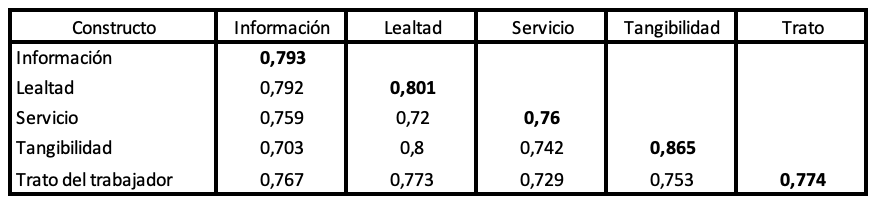 Constructo Información Lealtad Servicio Tangibilidad Trato
Información 0,793
Lealtad 0,792 0,801
Servicio 0,759 0,72 0,76
Tangibilidad 0,703 0,8 0,742 0,865
Trato del trabajador 0,767 0,773 0,729 0,753 0,774